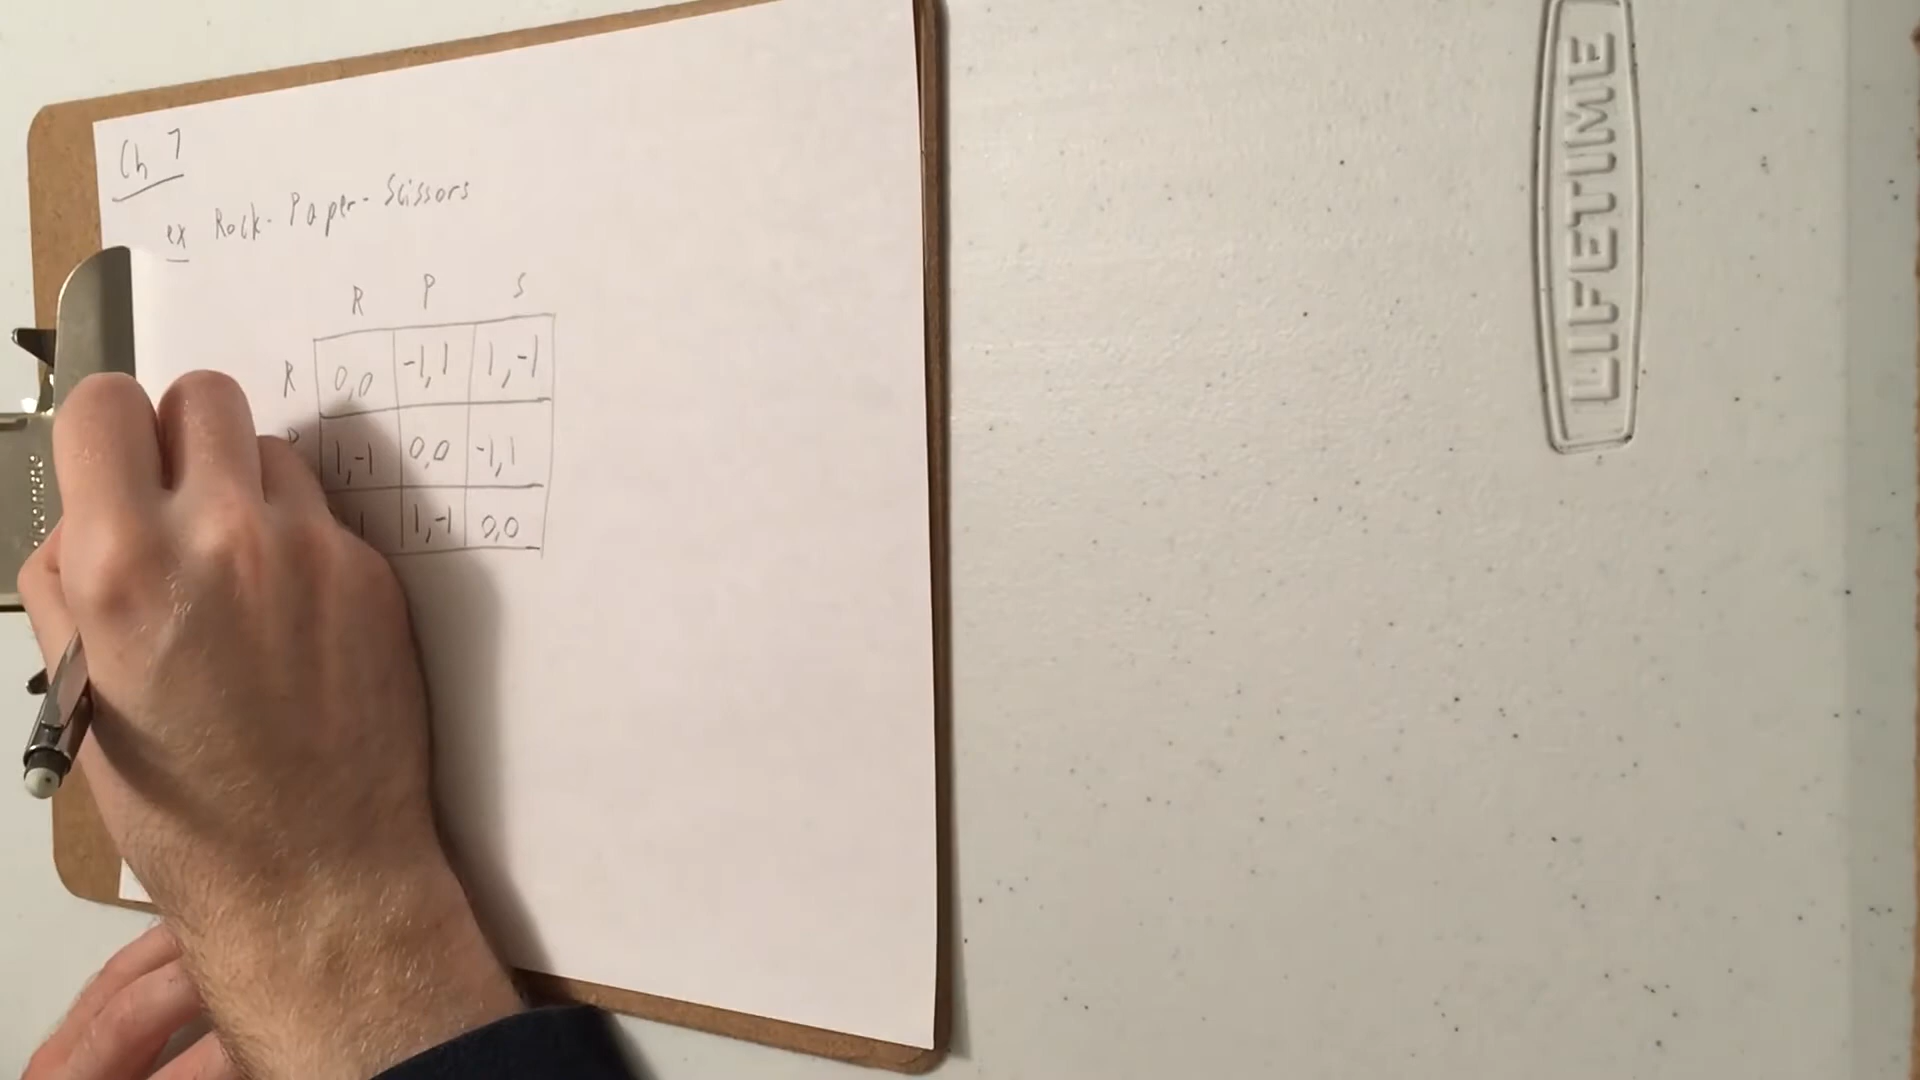 Ch 7
ex Rock-Paper-Scissors
R P S
R 0,0 -1,1 1,-1
P 1,-1 0,0 -1,1
1 1,-1 0,0
LIFETIME